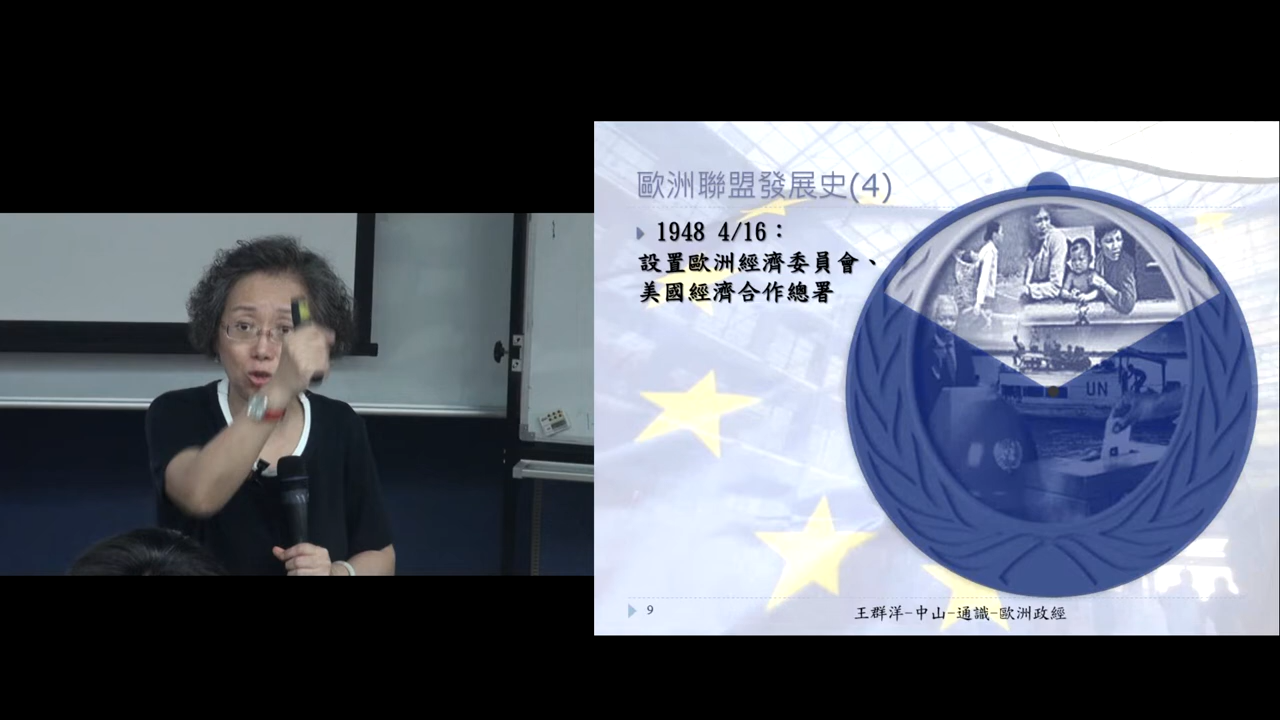 歐洲聯盟發展史(4)
1948 4/16：
設置歐洲經濟委員會、
美國經濟合作總署
UN
9
王群洋-中山-通識-歐洲政經